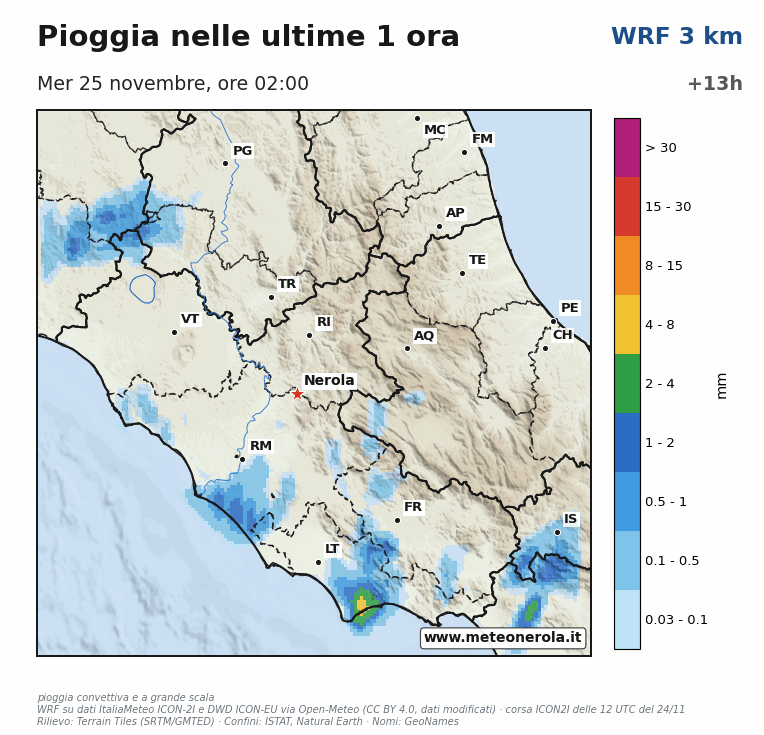 Pioggia nelle ultime 1 ora
WRF 3 km
Mer 25 novembre, ore 02:00
+13h
MC
FM
PG
AP
TE
TR
PE
VT
RI
AQ
CH
Nerola
RM
FR
IS
LT
www.meteonerola.it
> 30
15 - 30
8 - 15
4 - 8
2 - 4
1 - 2
0.5 - 1
0.1 - 0.5
0.03 - 0.1
mm
pioggia convettiva e a grande scala
WRF su dati ItaliaMeteo ICON-2I e DWD ICON-EU via Open-Meteo (CC BY 4.0, dati modificati) · corsa ICON2I delle 12 UTC del 24/11
Rilievo: Terrain Tiles (SRTM/GMTED) · Confini: ISTAT, Natural Earth · Nomi: GeoNames